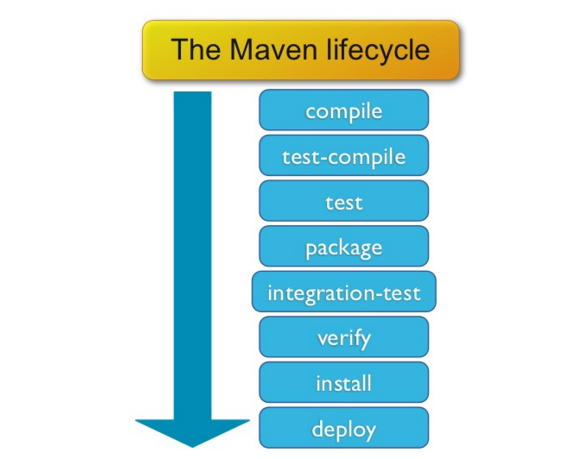 The Maven lifecycle
compile
test-compile
test
package
integration-test
verify
install
deploy